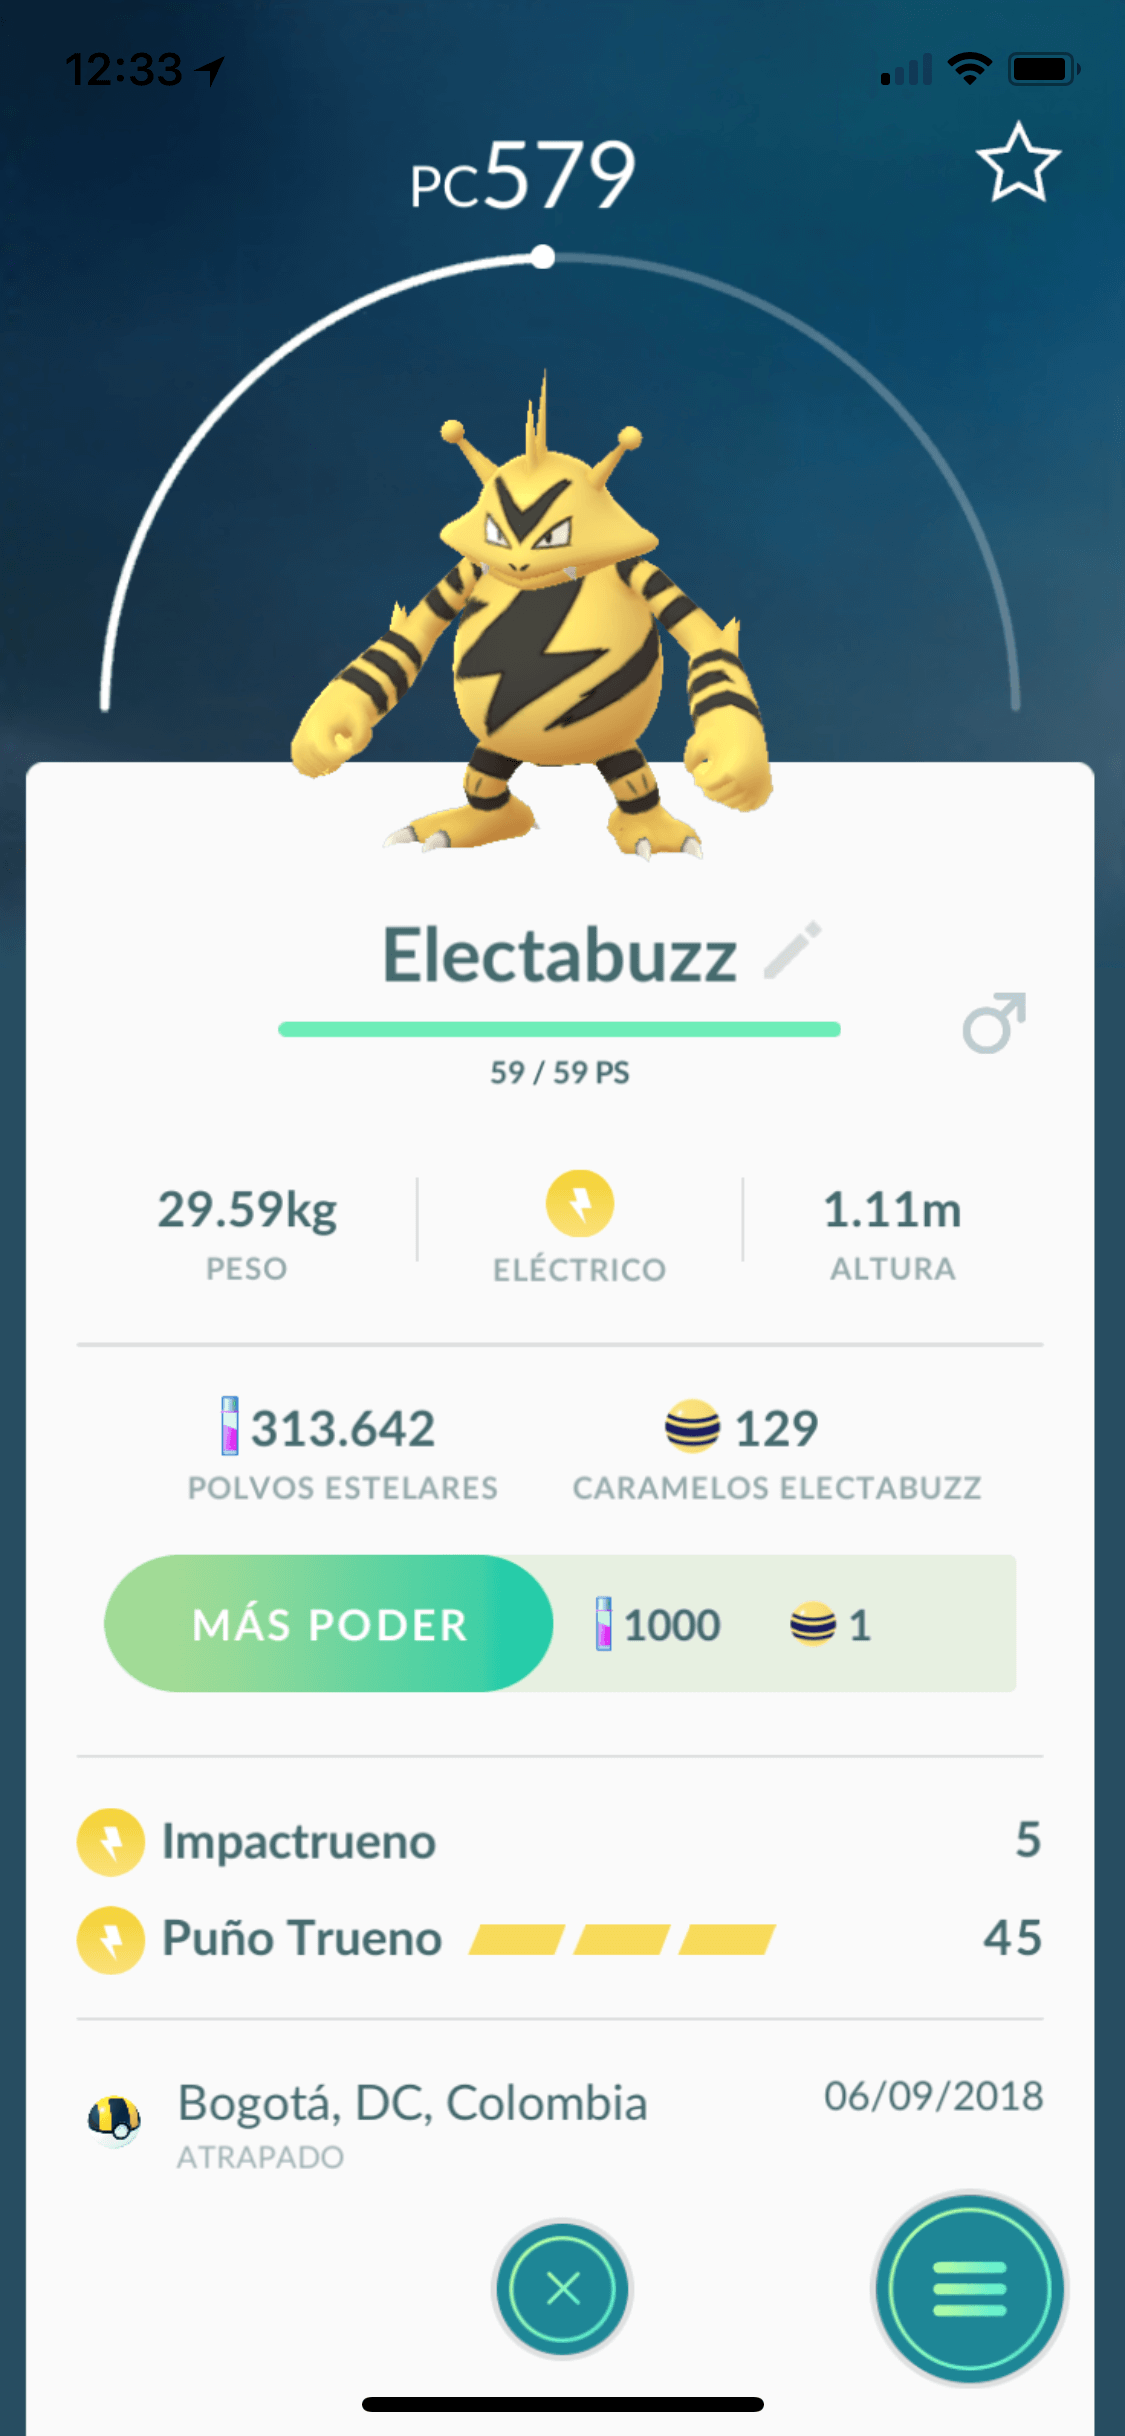 12:33
PC579
Electabuzz
59 / 59 PS
29.59kg
PESO
ELÉCTRICO
1.11m
ALTURA
313.642
POLVOS ESTELARES
129
CARAMELOS ELECTABUZZ
MÁS PODER 1000 1
Impactrueno 5
Puño Trueno 45
Bogotá, DC, Colombia 06/09/2018
ATRAPADO